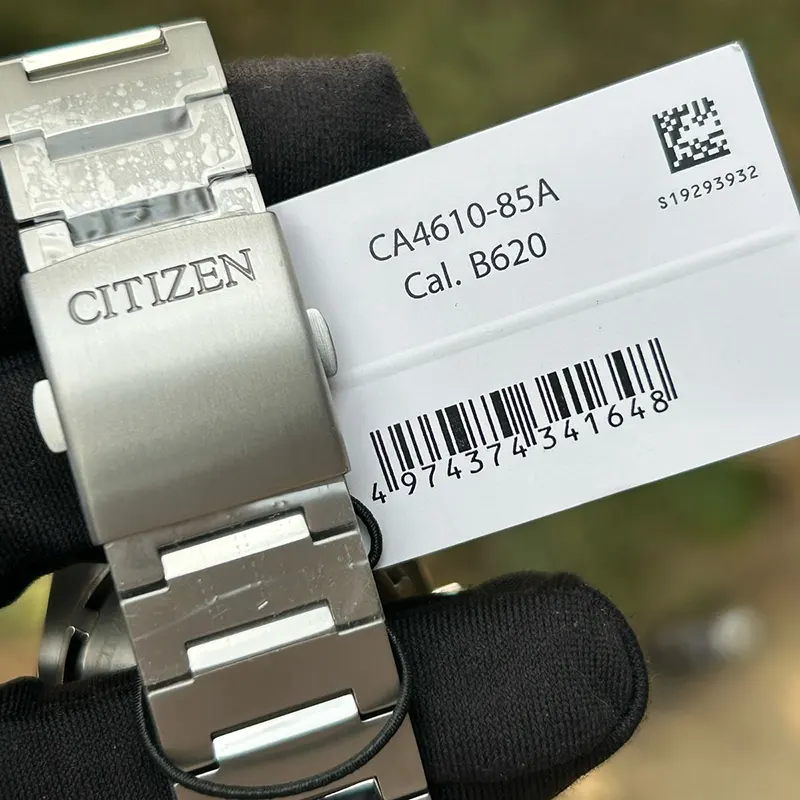 CITIZEN
S19293932
CA4610-85A
Cal. B620
4974374341648